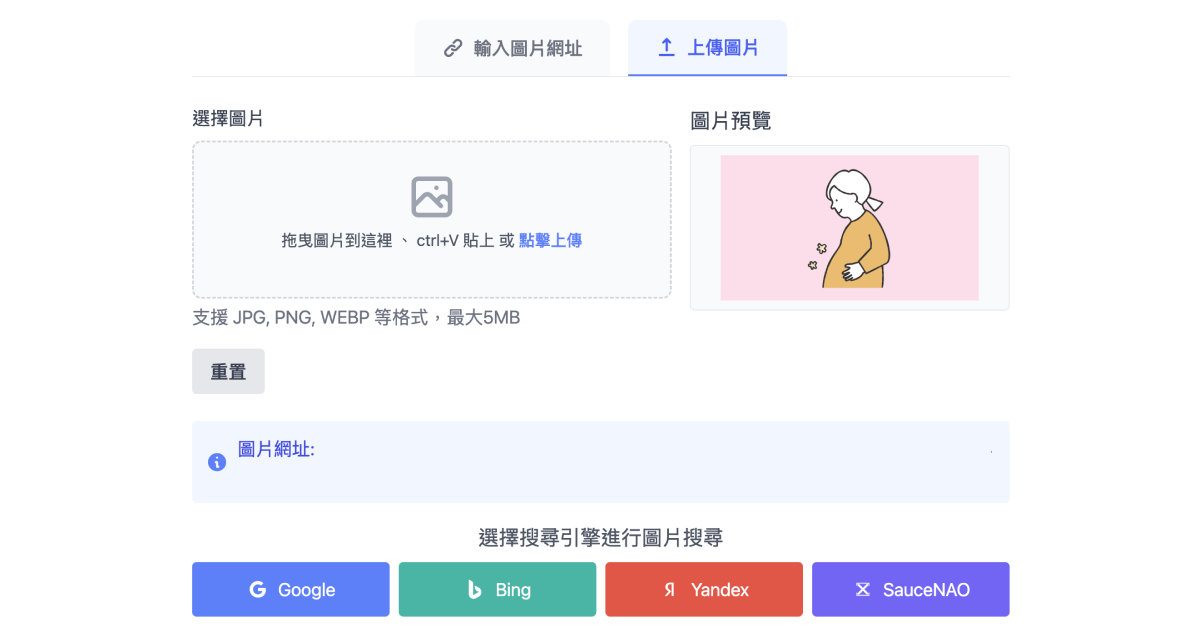 輸入圖片網址
上傳圖片
選擇圖片
圖片預覽
拖曳圖片到這裡、 ctrl+V 貼上 或 點擊上傳
支援 JPG, PNG, WEBP 等格式，最大5MB
重置
圖片網址:
選擇搜尋引擎進行圖片搜尋
Google
Bing
Yandex
SauceNAO